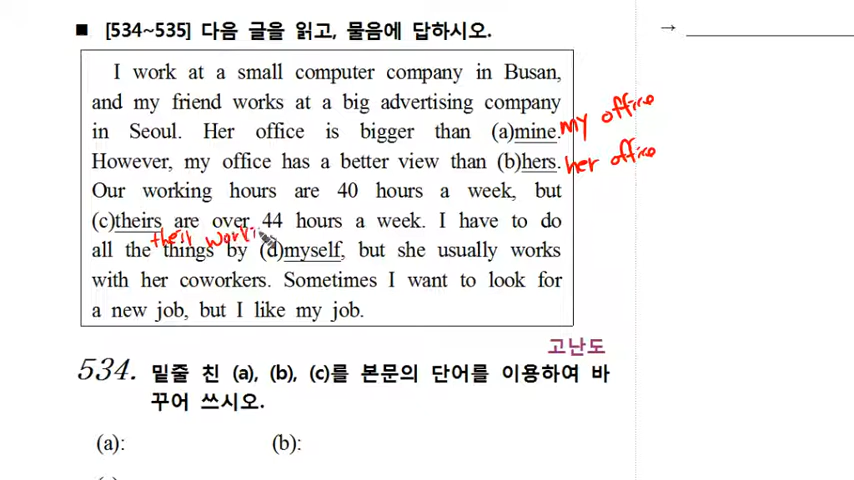 ■ [534~535] 다음 글을 읽고, 물음에 답하시오.
→
I work at a small computer company in Busan,
and my friend works at a big advertising company
in Seoul. Her office is bigger than (a)mine. my office
However, my office has a better view than (b)hers. her office
Our working hours are 40 hours a week, but
(c)theirs are over 44 hours a week. I have to do
their worki
all the things by (d)myself, but she usually works
with her coworkers. Sometimes I want to look for
a new job, but I like my job.
고난도
534. 밑줄 친 (a), (b), (c)를 본문의 단어를 이용하여 바
꾸어 쓰시오.
(a): (b):